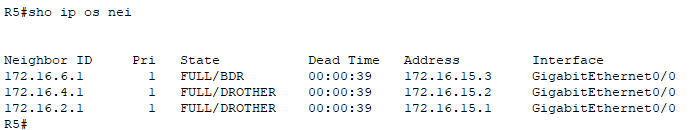 R5#sho ip os nei
Neighbor ID     Pri   State           Dead Time   Address         Interface
172.16.6.1        1   FULL/BDR        00:00:39    172.16.15.3     GigabitEthernet0/0
172.16.4.1        1   FULL/DROTHER    00:00:39    172.16.15.2     GigabitEthernet0/0
172.16.2.1        1   FULL/DROTHER    00:00:39    172.16.15.1     GigabitEthernet0/0
R5#